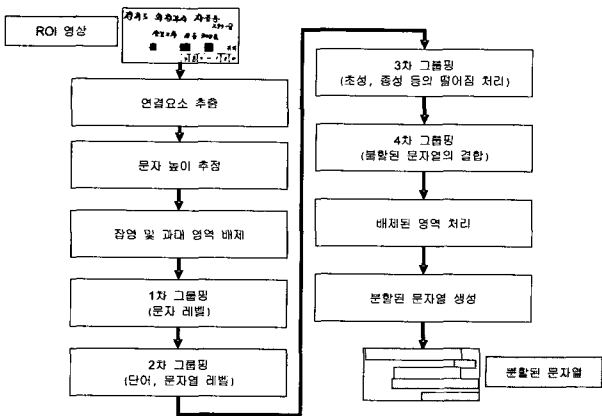 ROI 영상
연결요소 추출
문자 높이 추정
잡영 및 과대 영역 배제
1차 그룹핑
(문자 레벨)
2차 그룹핑
(단어, 문자열 레벨)
3차 그룹핑
(초성, 종성 등의 떨어짐 처리)
4차 그룹핑
(분할된 문자열의 결합)
배제된 영역 처리
분할된 문자열 생성
분할된 문자열